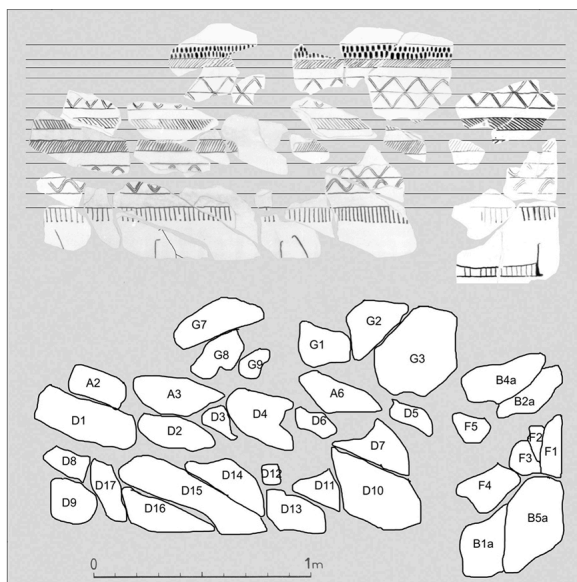 G7 G2
G8 G1 G3
G9
A2 A3 A6 B4a
D1 D2 D3 D4 D6 D5 B2a
F5 F2
D7 F3 F1
D8 D17 D15 D14 D12 D11 D10 F4
D9 D16 D13 B5a
B1a
0 1m